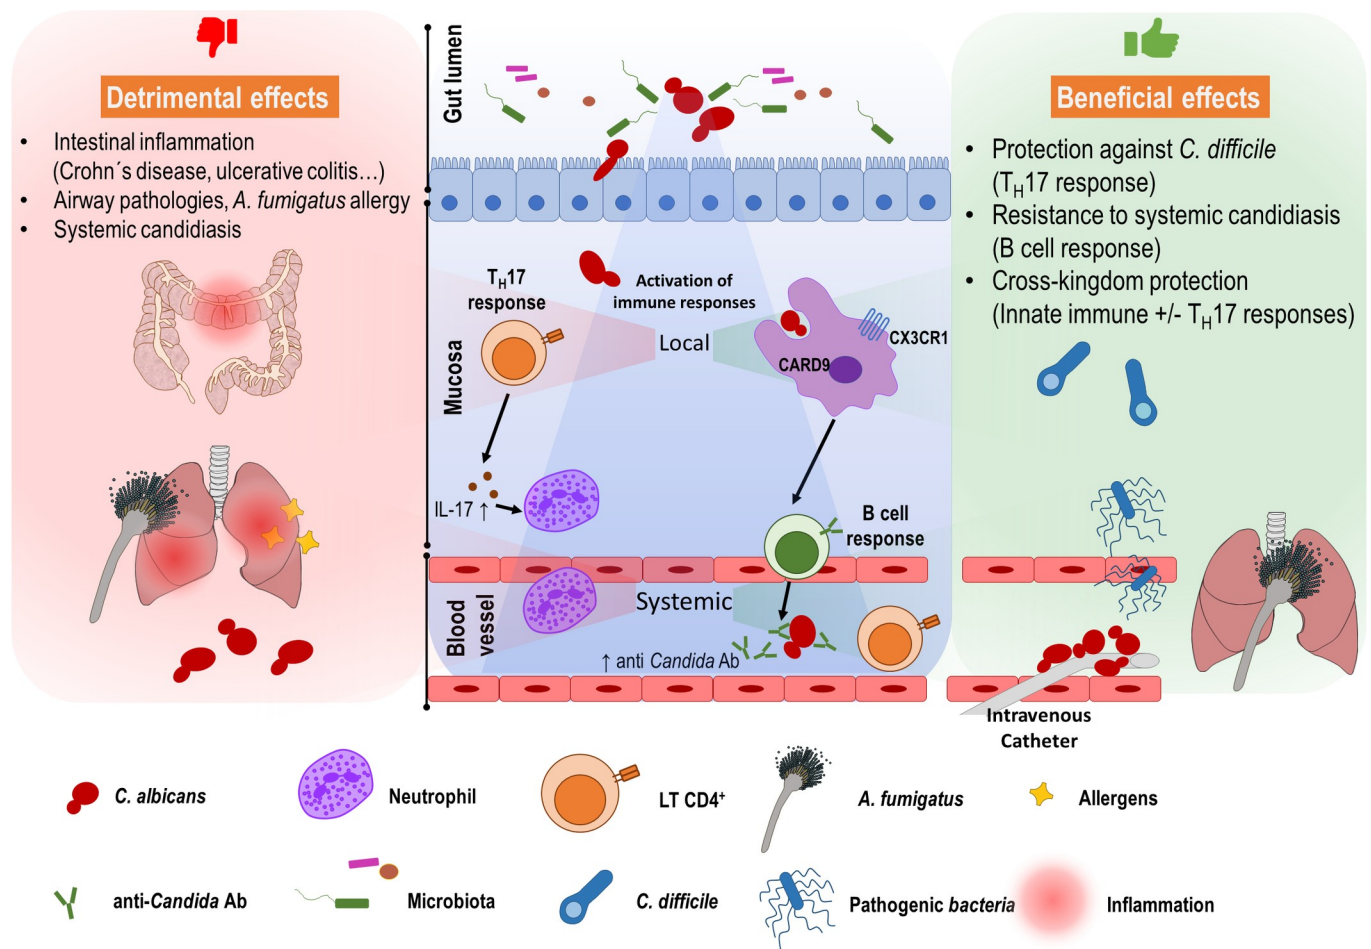 Detrimental effects
• Intestinal inflammation
(Crohn´s disease, ulcerative colitis…)
• Airway pathologies, A. fumigatus allergy
• Systemic candidiasis
Gut lumen
Mucosa
Blood
vessel
TH17
response
Activation of
immune responses
Local
CX3CR1
CARD9
IL-17 ↑
B cell
response
Systemic
↑ anti Candida Ab
Beneficial effects
• Protection against C. difficile
(TH17 response)
• Resistance to systemic candidiasis
(B cell response)
• Cross-kingdom protection
(Innate immune +/- TH17 responses)
Intravenous
Catheter
C. albicans
Neutrophil
LT CD4+
A. fumigatus
Allergens
anti-Candida Ab
Microbiota
C. difficile
Pathogenic bacteria
Inflammation